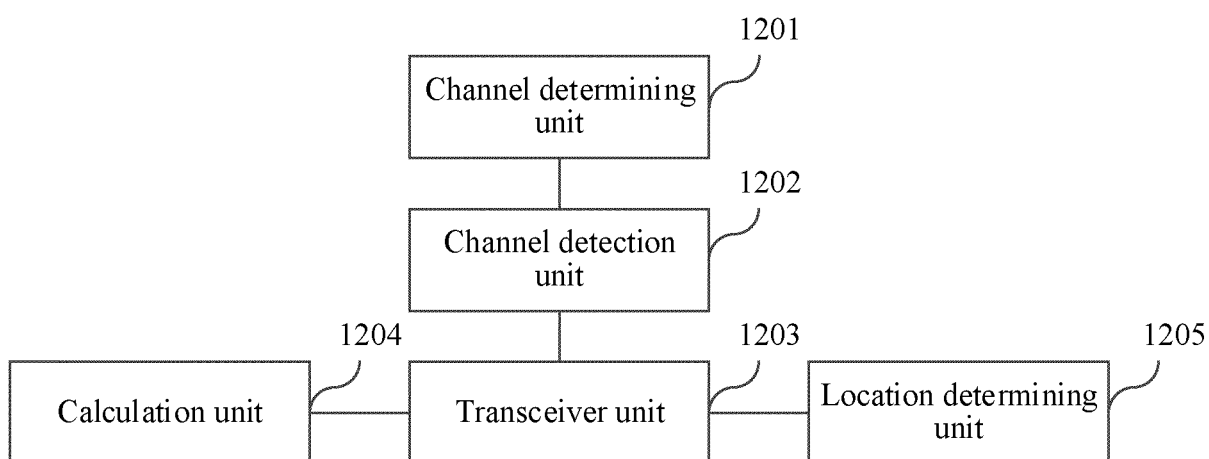 1201
Channel determining
unit
1202
Channel detection
unit
1204
1203
1205
Calculation unit
Transceiver unit
Location determining
unit